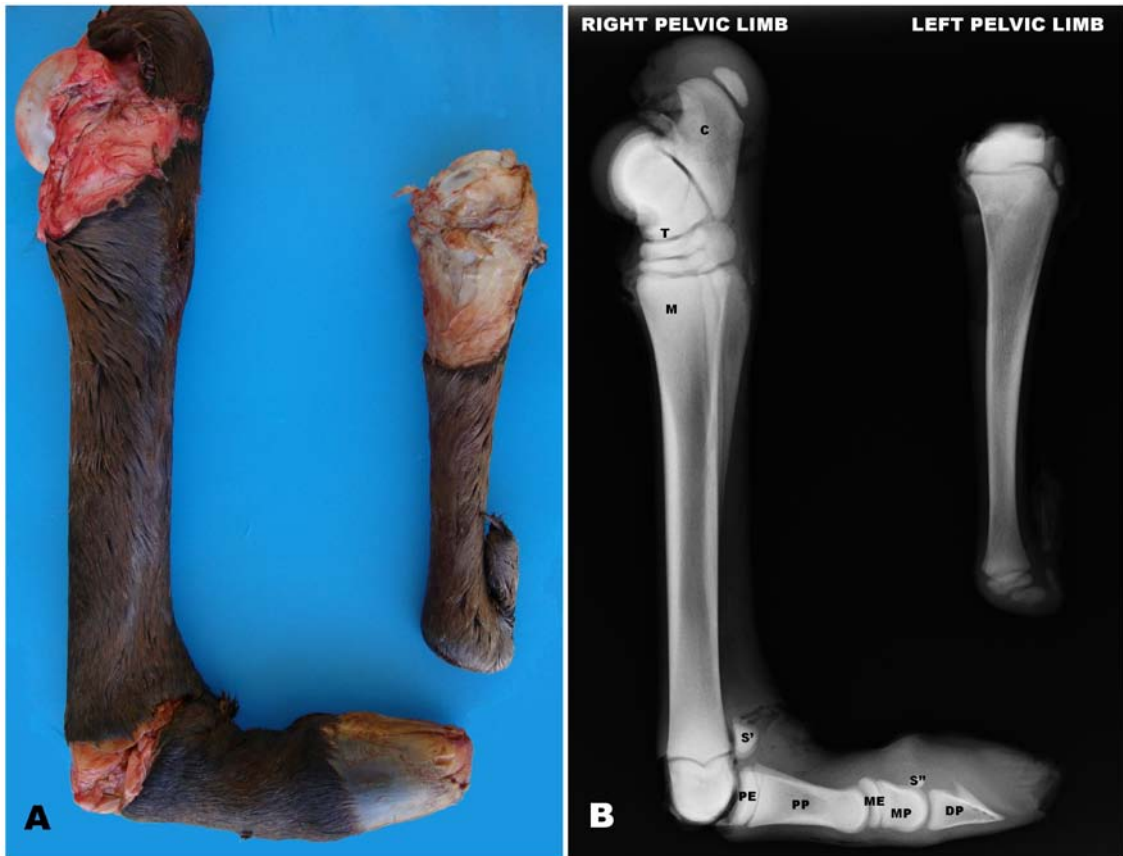 RIGHT PELVIC LIMB
LEFT PELVIC LIMB
C
T
M
S'
S"
PE
PP
ME
MP
DP
A
B